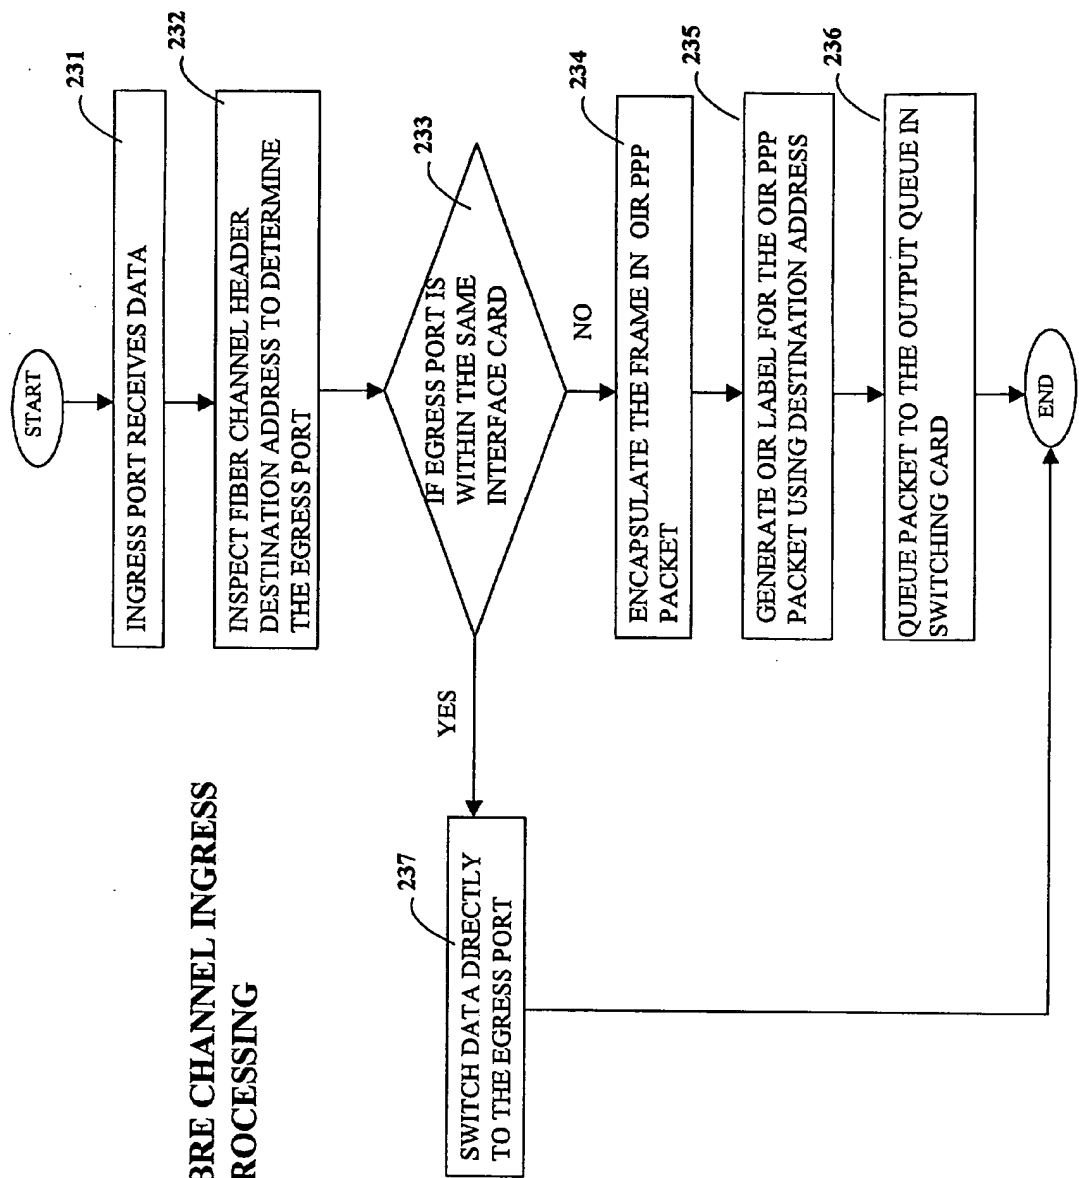 START
231
INGRESS PORT RECEIVES DATA
232
INSPECT FIBER CHANNEL HEADER
DESTINATION ADDRESS TO DETERMINE
THE EGRESS PORT
233
IF EGRESS PORT IS
WITHIN THE SAME
INTERFACE CARD
YES
NO
234
ENCAPSULATE THE FRAME IN OIR PPP
PACKET
235
GENERATE OIR LABEL FOR THE OIR PPP
PACKET USING DESTINATION ADDRESS
236
QUEUE PACKET TO THE OUTPUT QUEUE IN
SWITCHING CARD
237
SWITCH DATA DIRECTLY
TO THE EGRESS PORT
END
BRE CHANNEL INGRESS
ROCESSING